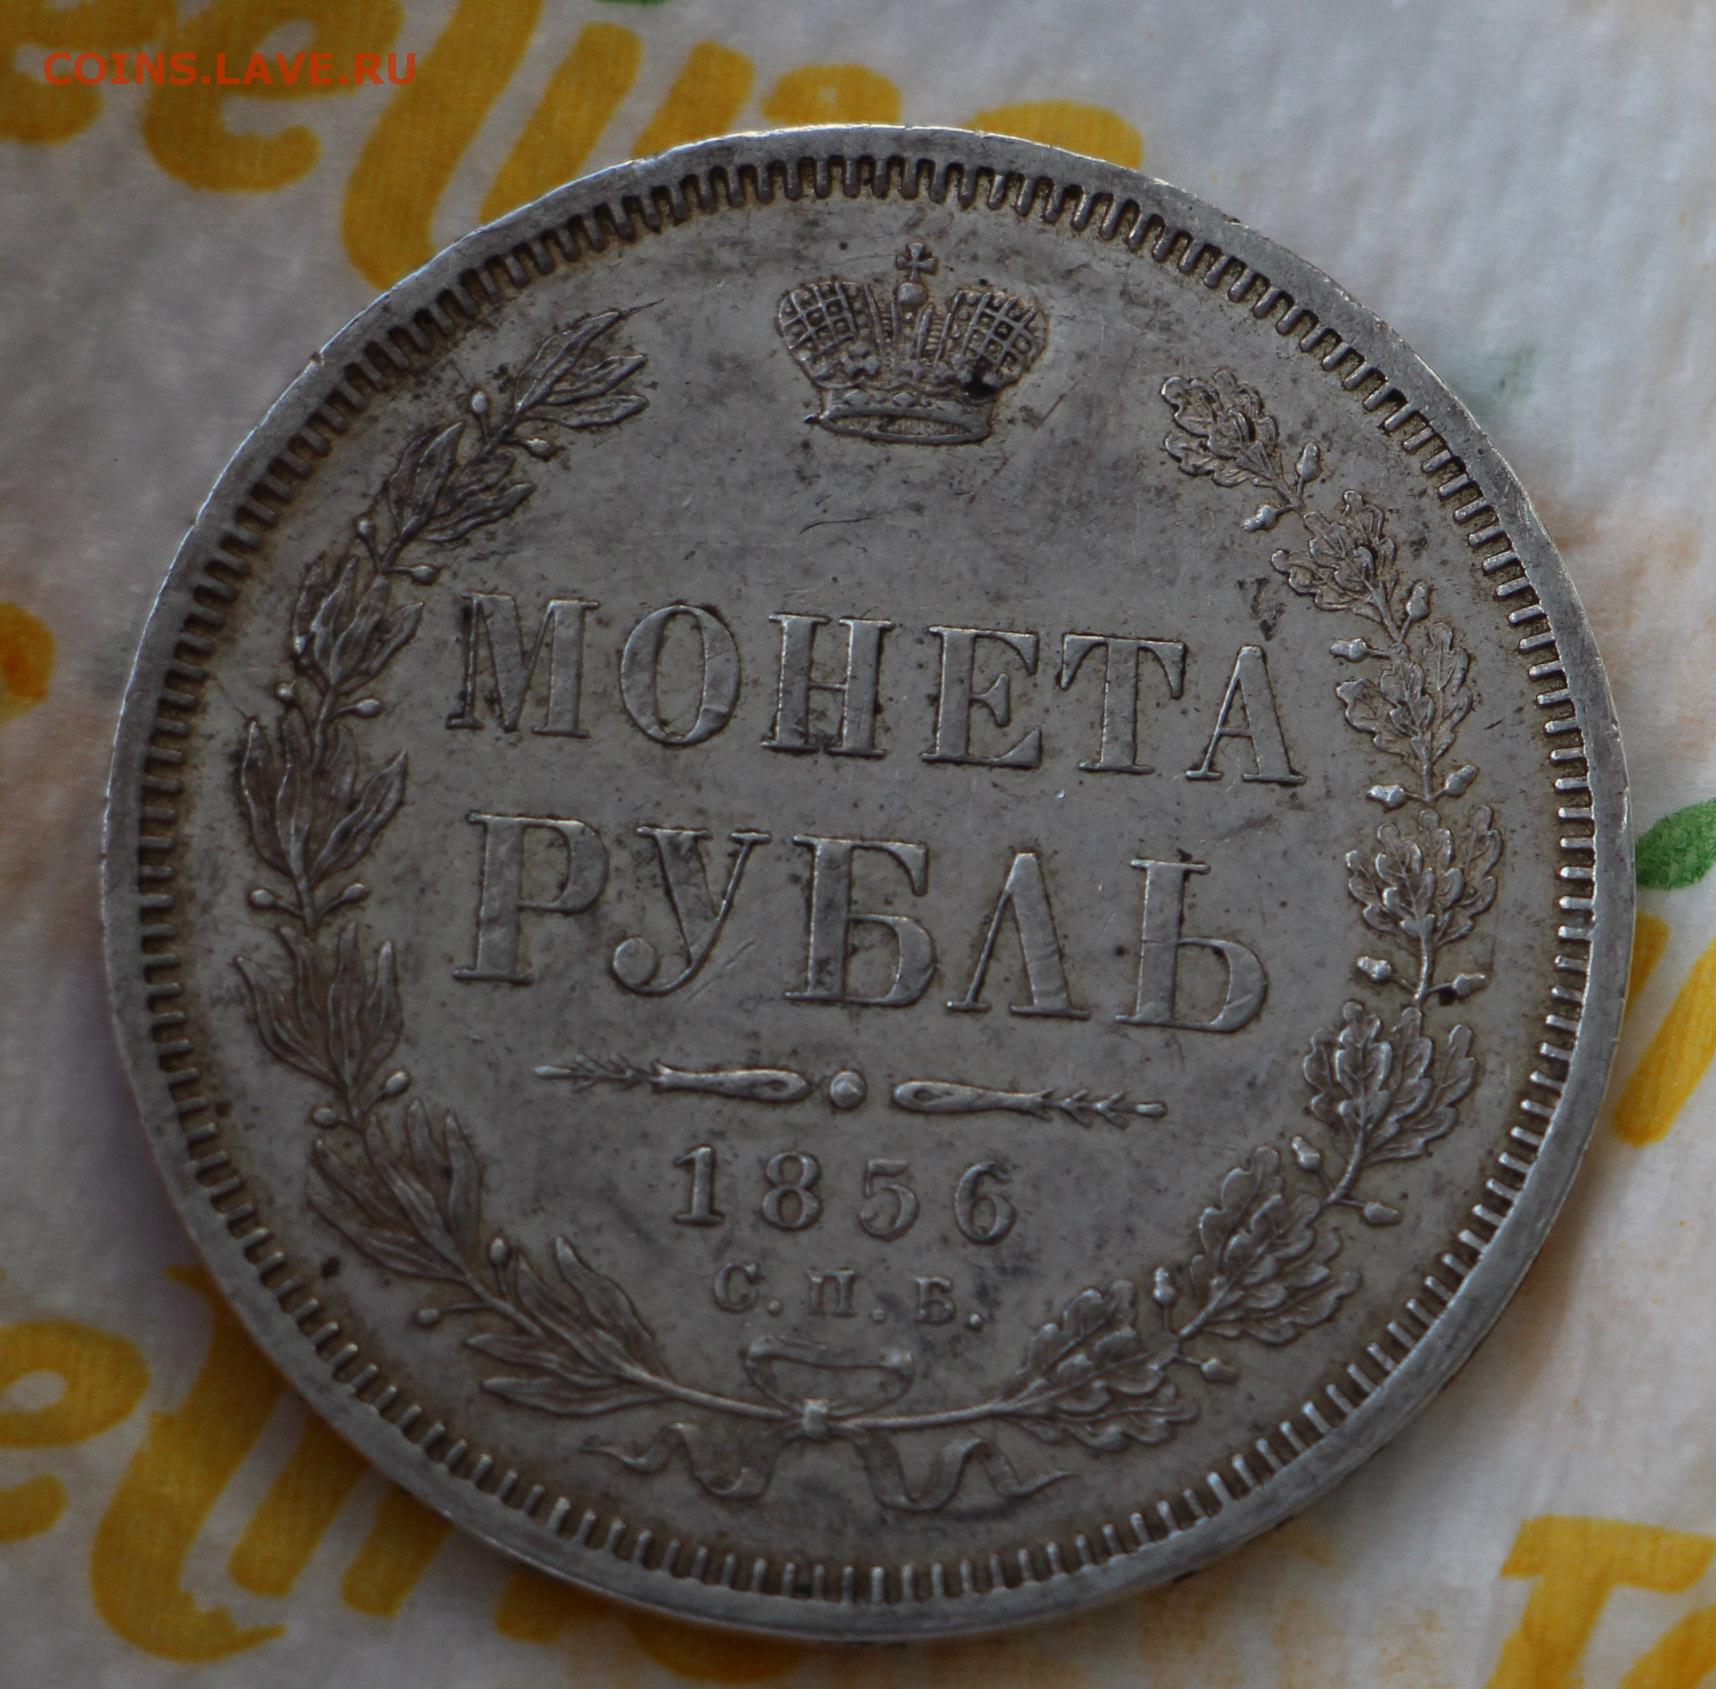 COINS.LAVE.RU
МОНЕТА
РУБЛЬ
1856
С.П.Б.